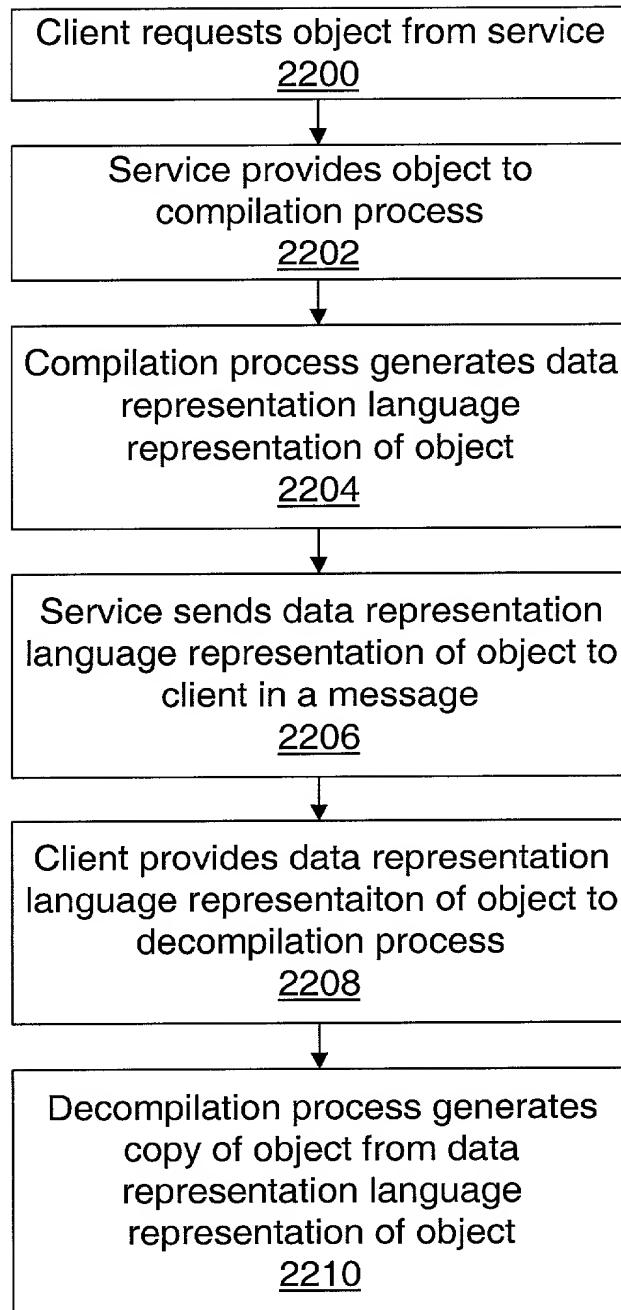 Client requests object from service
2200
Service provides object to
compilation process
2202
Compilation process generates data
representation language
representation of object
2204
Service sends data representation
language representation of object to
client in a message
2206
Client provides data representation
language representaiton of object to
decompilation process
2208
Decompilation process generates
copy of object from data
representation language
representation of object
2210